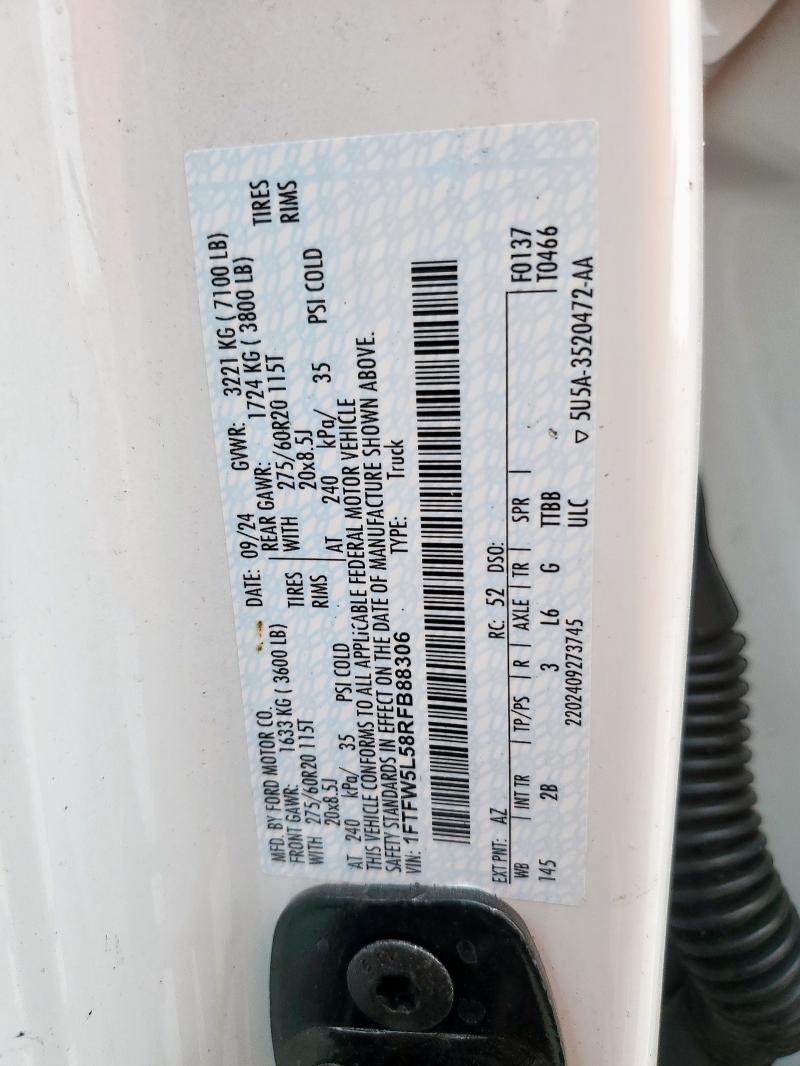 MFD. BY FORD MOTOR CO. DATE: 09/24 GVWR: 3221 KG ( 7100 LB)
FRONT GAWR: 1633 KG ( 3600 LB) REAR GAWR: 1724 KG ( 3800 LB)
WITH 275/60R20 115T TIRES WITH 275/60R20 115T TIRES
20x8.5J RIMS 20x8.5J RIMS
AT 240 kPa/ 35 PSI COLD AT 240 kPa/ 35 PSI COLD
THIS VEHICLE CONFORMS TO ALL APPLICABLE FEDERAL MOTOR VEHICLE
SAFETY STANDARDS IN EFFECT ON THE DATE OF MANUFACTURE SHOWN ABOVE.
VIN: 1FTFW5L58RFB88306 TYPE: Truck
EXT PNT: AZ RC: 52 DSO:
WB INT TR TP/PS R AXLE TR SPR F0137
145 2B 3 L6 G TTBB T0466
2202409273745 ULC ▽ 5U5A-3520472-AA